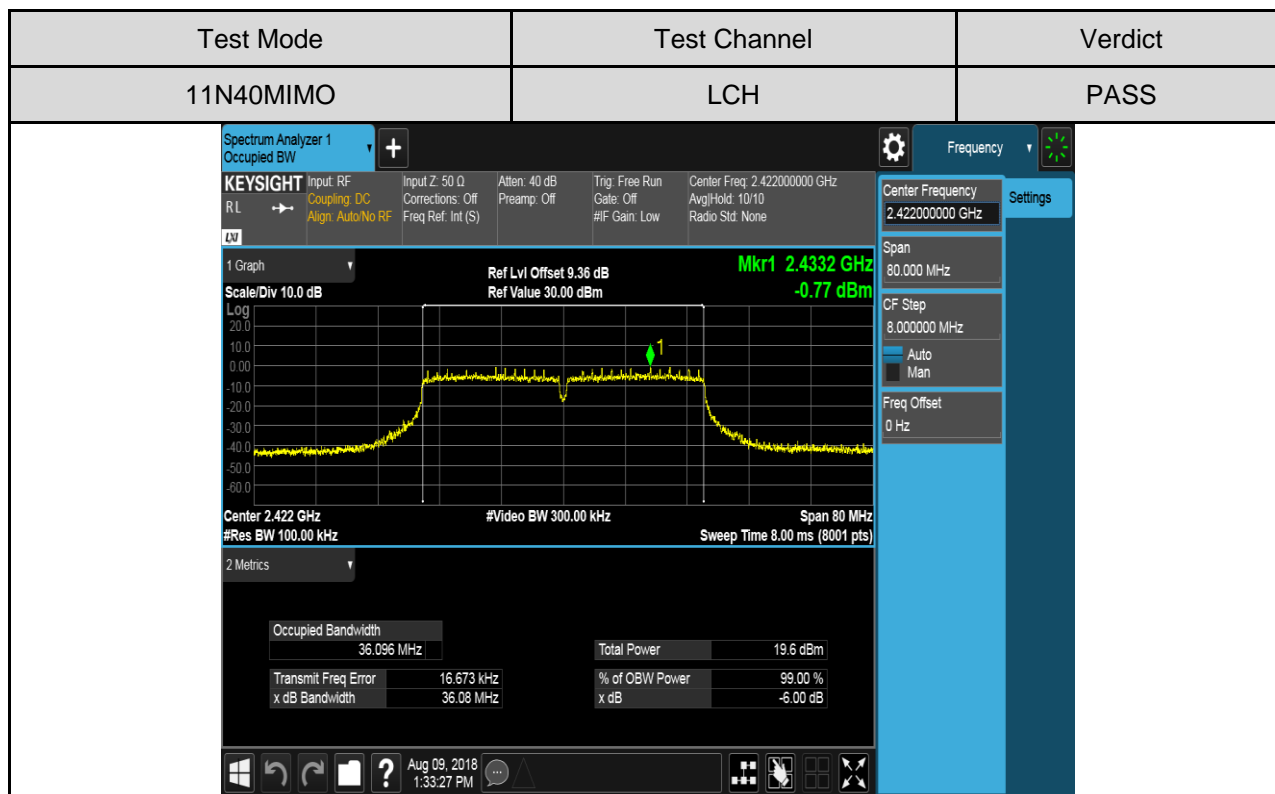 Test Mode Test Channel Verdict
11N40MIMO LCH PASS
Spectrum Analyzer 1
Occupied BW
+
Frequency
KEYSIGHT Input: RF Input Z: 50 Ω Atten: 40 dB Trig: Free Run Center Freq: 2.422000000 GHz
RL Coupling: DC Corrections: Off Preamp: Off Gate: Off Avg|Hold: 10/10
Align: Auto/No RF Freq Ref: Int (S) #IF Gain: Low Radio Std: None
LXI
Center Frequency
2.422000000 GHz
Settings
Span
80.000 MHz
CF Step
8.000000 MHz
Auto
Man
Freq Offset
0 Hz
1 Graph Ref Lvl Offset 9.36 dB Mkr1 2.4332 GHz
Scale/Div 10.0 dB Ref Value 30.00 dBm -0.77 dBm
Log
20.0
10.0
0.00
-10.0
-20.0
-30.0
-40.0
-50.0
-60.0
1
Center 2.422 GHz #Video BW 300.00 kHz Span 80 MHz
#Res BW 100.00 kHz Sweep Time 8.00 ms (8001 pts)
2 Metrics
Occupied Bandwidth
36.096 MHz Total Power 19.6 dBm
Transmit Freq Error 16.673 kHz % of OBW Power 99.00 %
x dB Bandwidth 36.08 MHz x dB -6.00 dB
? Aug 09, 2018
1:33:27 PM